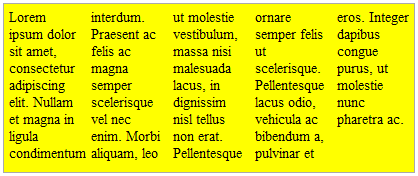 Lorem
ipsum dolor
sit amet,
consectetur
adipiscing
elit. Nullam
et magna in
ligula
condimentum
interdum.
Praesent ac
felis ac
magna
semper
scelerisque
vel nec
enim. Morbi
aliquam, leo
ut molestie
vestibulum,
massa nisi
malesuada
lacus, in
dignissim
nisl tellus
non erat.
Pellentesque
ornare
semper felis
ut
scelerisque.
Pellentesque
lacus odio,
vehicula ac
bibendum a,
pulvinar et
eros. Integer
dapibus
congue
purus, ut
molestie
nunc
pharetra ac.